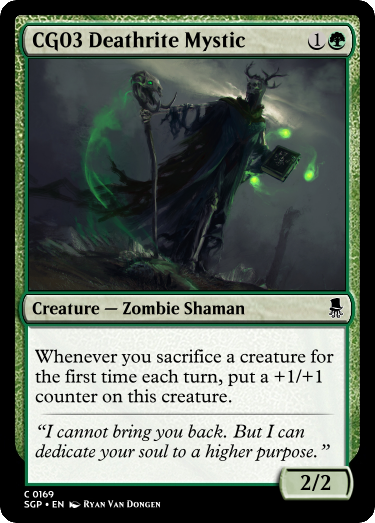 CG03 Deathrite Mystic 1
Creature — Zombie Shaman
Whenever you sacrifice a creature for
the first time each turn, put a +1/+1
counter on this creature.
“I cannot bring you back. But I can
dedicate your soul to a higher purpose.”
2/2
C 0169
SGP • EN Ryan Van Dongen